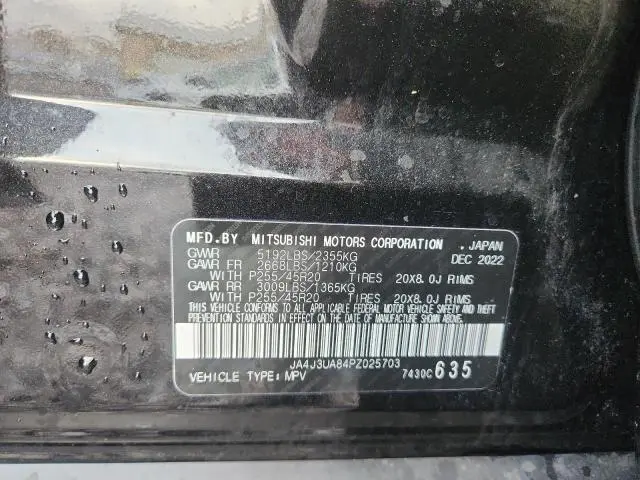 MFD.BY MITSUBISHI MOTORS CORPORATION , JAPAN
GVWR 5192LBS/2355KG DEC 2022
GAWR FR 2668LBS/1210KG
WITH P255/45R20 TIRES 20X8.0J RIMS
GAWR RR 3009LBS/1365KG
WITH P255/45R20 TIRES 20X8.0J RIMS
THIS VEHICLE CONFORMS TO ALL APPLICABLE FEDERAL MOTOR VEHICLE SAFETY AND THEFT
PREVENTION STANDARDS IN EFFECT ON THE DATE OF MANUFACTURE SHOWN ABOVE.
JA4J3UA84PZ025703
VEHICLE TYPE: MPV 7430C 635